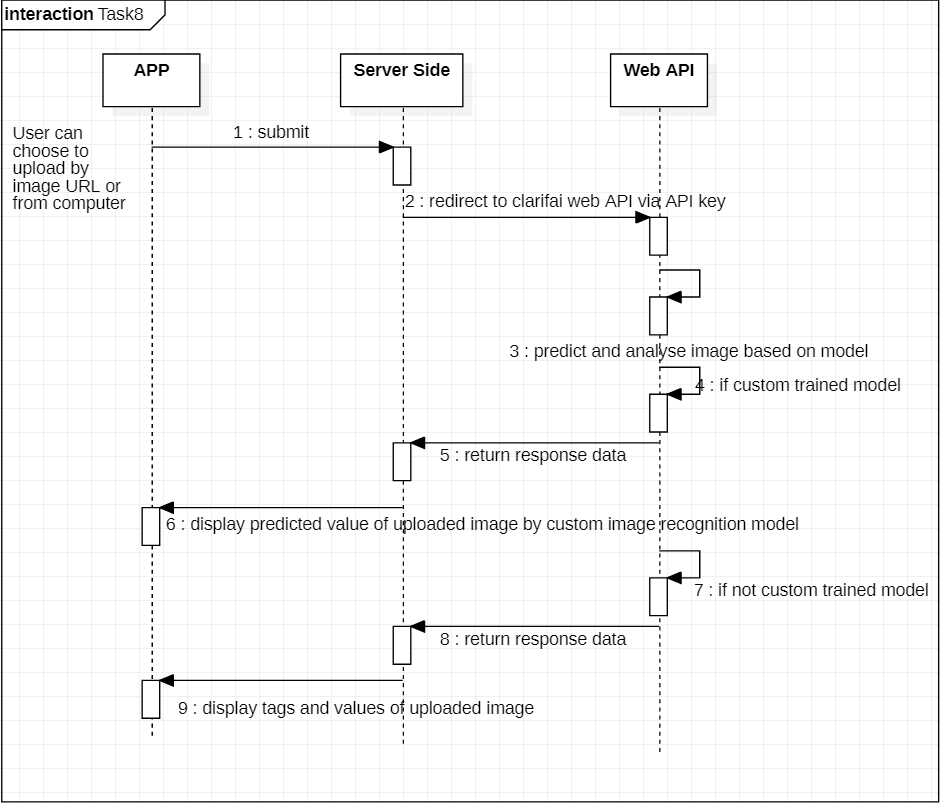 interaction Task8
APP
Server Side
Web API
User can
choose to
upload by
image URL or
from computer
1 : submit
2 : redirect to clarifai web API via API key
3 : predict and analyse image based on model
4 : if custom trained model
5 : return response data
6 : display predicted value of uploaded image by custom image recognition model
7 : if not custom trained model
8 : return response data
9 : display tags and values of uploaded image